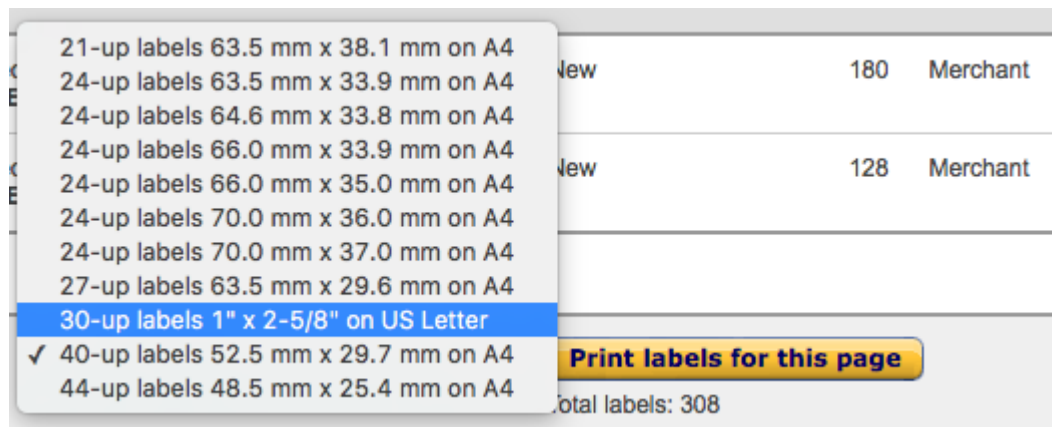 21-up labels 63.5 mm x 38.1 mm on A4
24-up labels 63.5 mm x 33.9 mm on A4
New 180 Merchant
24-up labels 64.6 mm x 33.8 mm on A4
24-up labels 66.0 mm x 33.9 mm on A4
24-up labels 66.0 mm x 35.0 mm on A4
New 128 Merchant
24-up labels 70.0 mm x 36.0 mm on A4
24-up labels 70.0 mm x 37.0 mm on A4
27-up labels 63.5 mm x 29.6 mm on A4
30-up labels 1" x 2-5/8" on US Letter
✓ 40-up labels 52.5 mm x 29.7 mm on A4
Print labels for this page
44-up labels 48.5 mm x 25.4 mm on A4
Total labels: 308